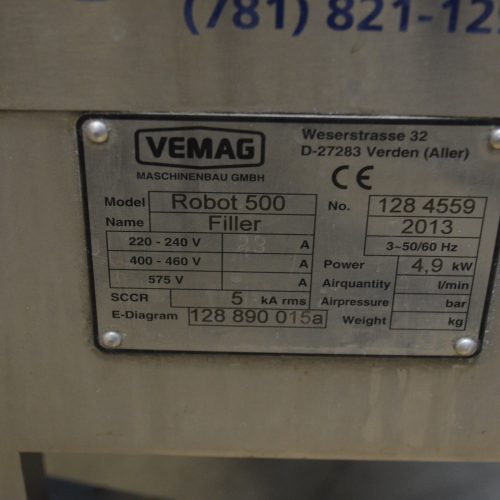 (781) 821-12
VEMAG
MASCHINENBAU GMBH
Weserstrasse 32
D-27283 Verden (Aller)
CE
Model Robot 500 No. 128 4559
Name Filler 2013
220 - 240 V A 3~50/60 Hz
400 - 460 V A Power 4,9 kW
575 V A Airquantity l/min
SCCR 5 kA rms Airpressure bar
E-Diagram 128 890 015a Weight kg